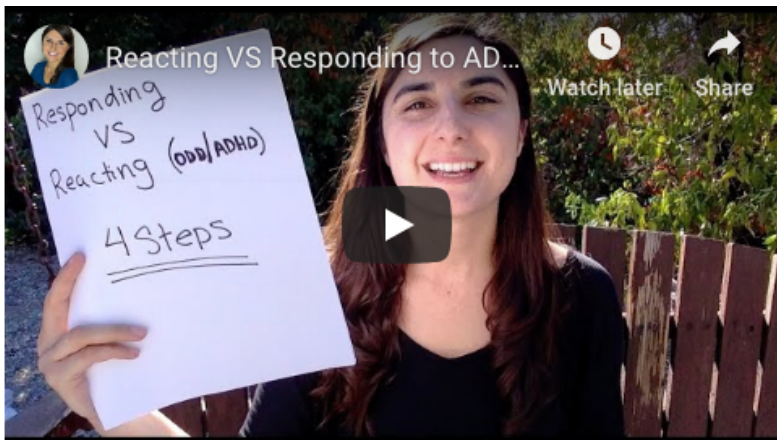 Reacting VS Responding to AD...
Watch later
Share
Responding
VS
Reacting (ODD/ADHD)
4 Steps